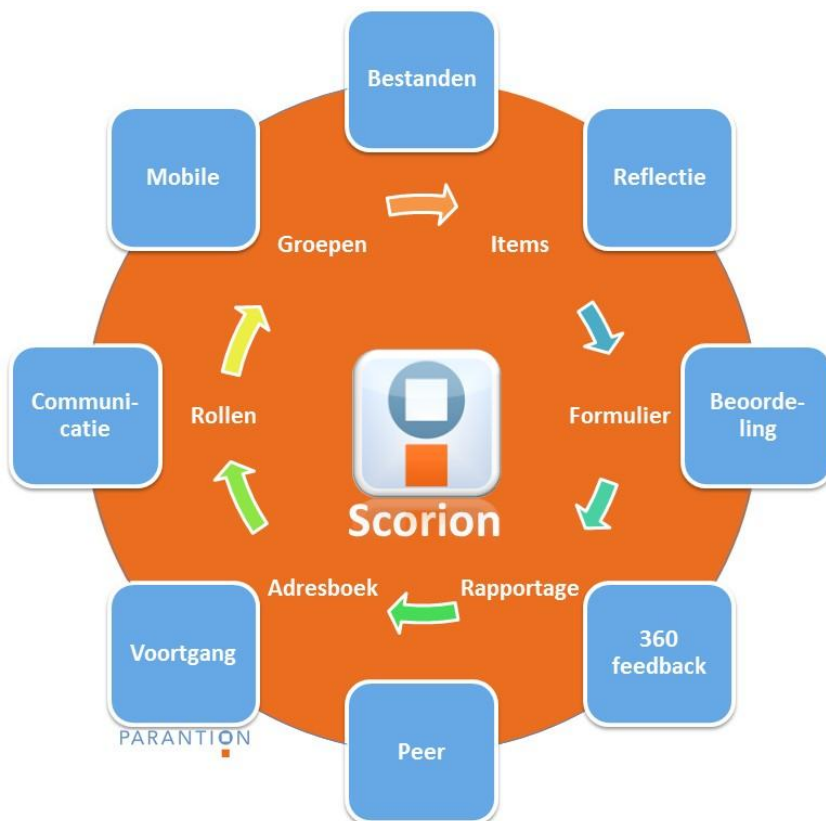 Bestanden
Mobile
Reflectie
Groepen
Items
Communi-
catie
Rollen
Formulier
Beoorde-
ling
Scorion
Adresboek
Rapportage
Voortgang
360
feedback
PARANTION
Peer